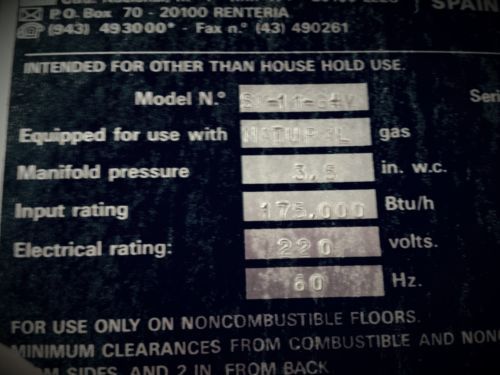 SPAIN
P.O. Box 70 - 20100 RENTERIA
(943) 493000* - Fax n.° (43) 490261
INTENDED FOR OTHER THAN HOUSE HOLD USE.
Model N.°
Seri
Equipped for use with NATURAL gas
Manifold pressure 3,5 in. w.c.
Input rating 175.000 Btu/h
Electrical rating: 220 volts.
60 Hz.
FOR USE ONLY ON NONCOMBUSTIBLE FLOORS.
MINIMUM CLEARANCES FROM COMBUSTIBLE AND NON
OM SIDES, AND 2 IN. FROM BACK